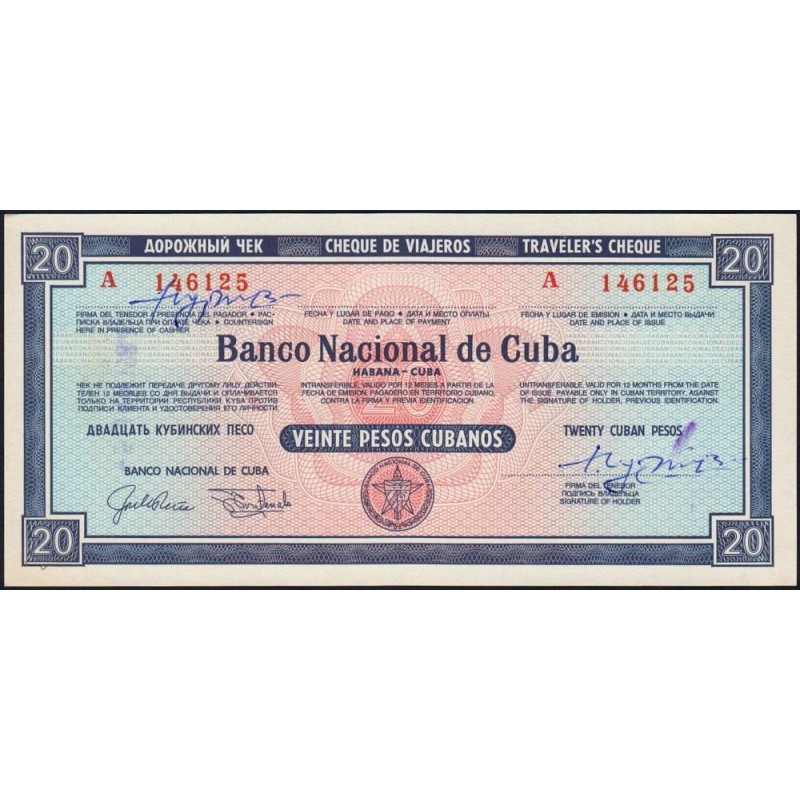 ДОРОЖНЫЙ ЧЕК CHEQUE DE VIAJEROS TRAVELER'S CHEQUE
20 20
A 146125 A 146125
FIRMA DEL TENEDOR A PRESENCIA DEL PAGADOR • РАС-
ПИСКА ВЛАДЕЛЬЦА ПРИ ОПЛАТЕ ЧЕКА • COUNTERSIGN
HERE IN PRESENCE OF CASHIER
FECHA Y LUGAR DE PAGO • ДАТА И МЕСТО ОПЛАТЫ
DATE AND PLACE OF PAYMENT
FECHA Y LUGAR DE EMISION • ДАТА И МЕСТО ВЫДАЧИ
DATE AND PLACE OF ISSUE
Banco Nacional de Cuba
HABANA - CUBA
ЧЕК НЕ ПОДЛЕЖИТ ПЕРЕДАЧЕ ДРУГОМУ ЛИЦУ, ДЕЙСТВИ-
ТЕЛЕН 12 МЕСЯЦЕВ СО ДНЯ ВЫДАЧИ И ОПЛАЧИВАЕТСЯ
ТОЛЬКО НА ТЕРРИТОРИИ РЕСПУБЛИКИ КУБА ПРОТИВ
ПОДПИСИ КЛИЕНТА И УДОСТОВЕРЕНИЯ ЕГО ЛИЧНОСТИ.
INTRANSFERIBLE, VALIDO POR 12 MESES A PARTIR DE LA
FECHA DE EMISION, PAGADERO EN TERRITORIO CUBANO,
CONTRA LA FIRMA Y PREVIA IDENTIFICACION.
UNTRANSFERABLE, VALID FOR 12 MONTHS FROM THE DATE
OF ISSUE. PAYABLE ONLY IN CUBAN TERRITORY, AGAINST
THE SIGNATURE OF HOLDER, PREVIOUS IDENTIFICATION.
ДВАДЦАТЬ КУБИНСКИХ ПЕСО VEINTE PESOS CUBANOS TWENTY CUBAN PESOS
BANCO NACIONAL DE CUBA
FIRMA DEL TENEDOR
ПОДПИСЬ ВЛАДЕЛЬЦА
SIGNATURE OF HOLDER
20 20